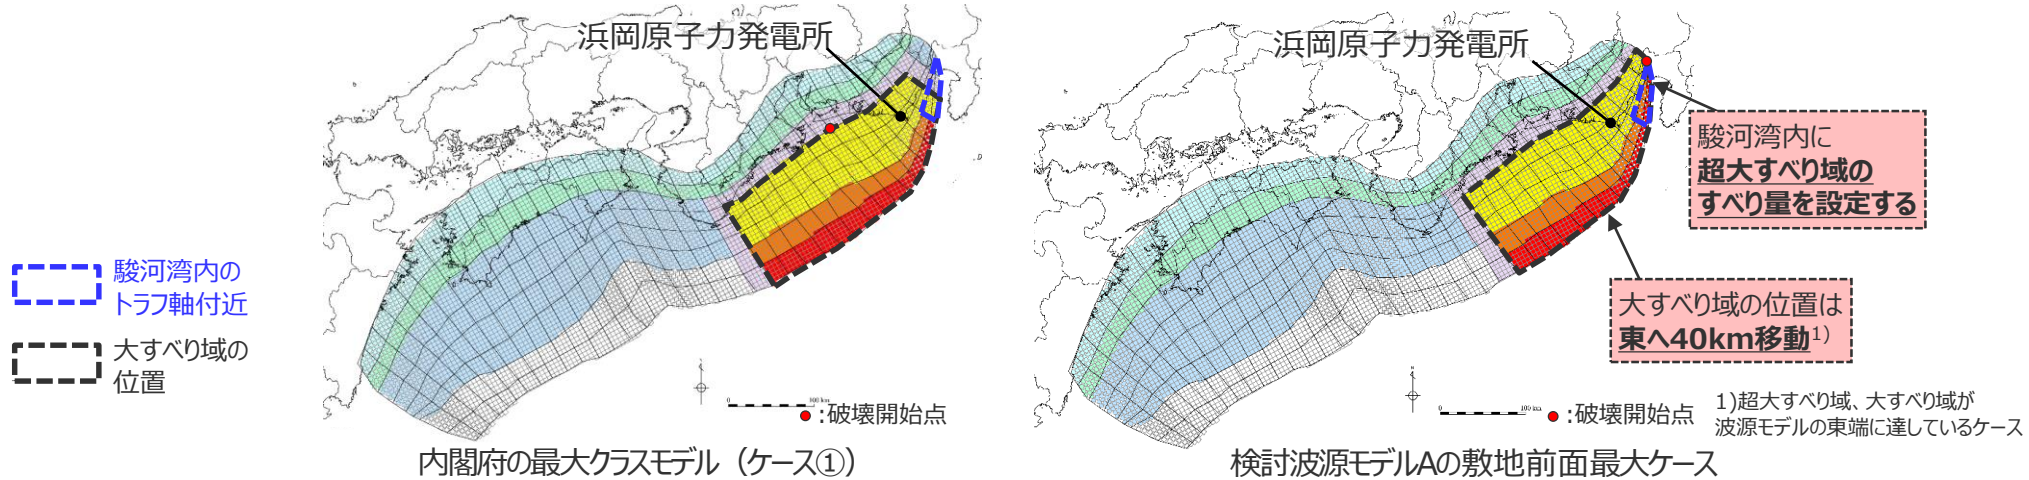 浜岡原子力発電所
駿河湾内の
トラフ軸付近
大すべり域の
位置
0 100 km
●:破壊開始点
内閣府の最大クラスモデル（ケース①）
浜岡原子力発電所
駿河湾内に
超大すべり域の
すべり量を設定する
大すべり域の位置は
東へ40km移動1)
0 100 km
●:破壊開始点
1)超大すべり域、大すべり域が
波源モデルの東端に達しているケース
検討波源モデルAの敷地前面最大ケース